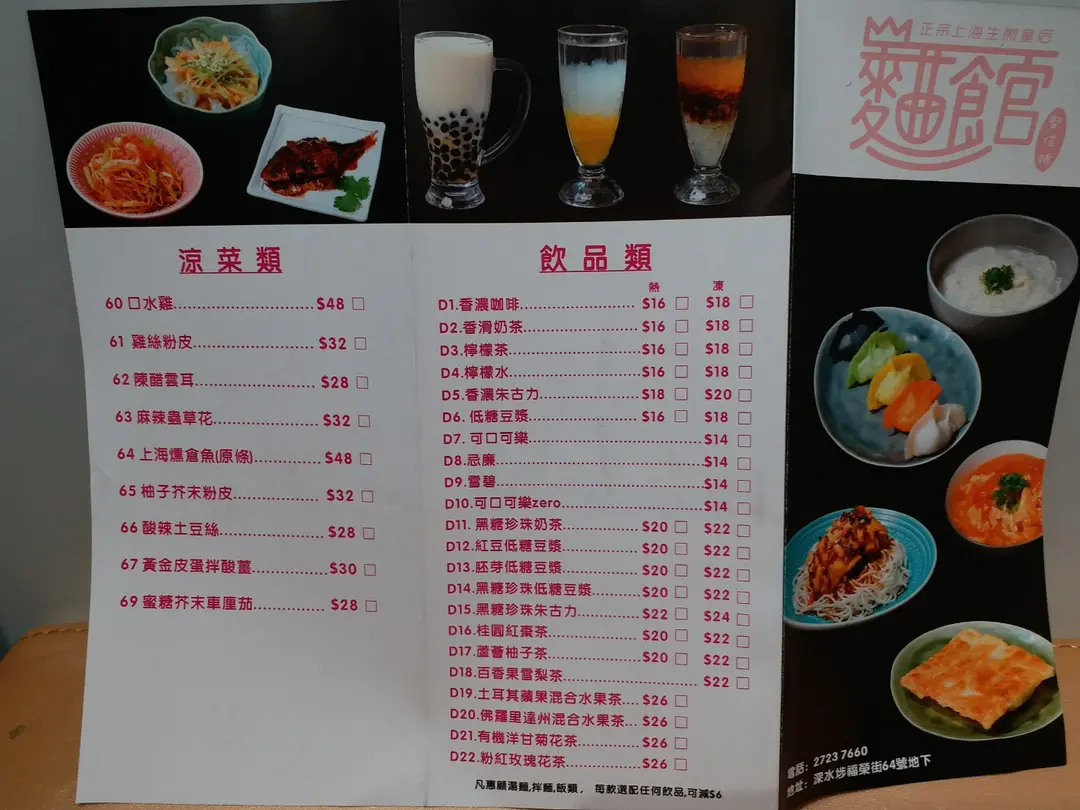 正宗上海生煎皇后
麵館
涼菜類
60 口水雞........................$48 □
61 雞絲粉皮........................$32 □
62 陳醋雲耳........................$28 □
63 麻辣蟲草花........................$32 □
64 上海燻倉魚(原條)............$48 □
65 柚子芥末粉皮................$32 □
66 酸辣土豆絲....................$28 □
67 黃金皮蛋拌酸薑..............$30 □
69 蜜糖芥末車厘茄..............$28 □
飲品類
熱 凍
D1.香濃咖啡........................$16 □ $18 □
D2.香滑奶茶........................$16 □ $18 □
D3.檸檬茶........................$16 □ $18 □
D4.檸檬水........................$16 □ $18 □
D5.香濃朱古力....................$18 □ $20 □
D6. 低糖豆漿....................$16 □ $18 □
D7. 可口可樂....................$14 □
D8.忌廉....................$14 □
D9.雪碧....................$14 □
D10.可口可樂zero....................$14 □
D11. 黑糖珍珠奶茶................$20 □ $22 □
D12.紅豆低糖豆漿................$20 □ $22 □
D13.胚芽低糖豆漿................$20 □ $22 □
D14.黑糖珍珠低糖豆漿..........$20 □ $22 □
D15.黑糖珍珠朱古力............$22 □ $24 □
D16.桂圓紅棗茶................$20 □ $22 □
D17.蘆薈柚子茶................$20 □ $22 □
D18.百香果雪梨茶................$22 □
D19.土耳其蘋果混合水果茶....$26 □
D20.佛羅里達州混合水果茶...$26 □
D21.有機洋甘菊花茶............$26 □
D22.粉紅玫瑰花茶................$26 □
凡惠顧湯麵,拌麵,飯類， 每款選配任何飲品,可減$6
電話：2723 7660
地址：深水埗福榮街64號地下